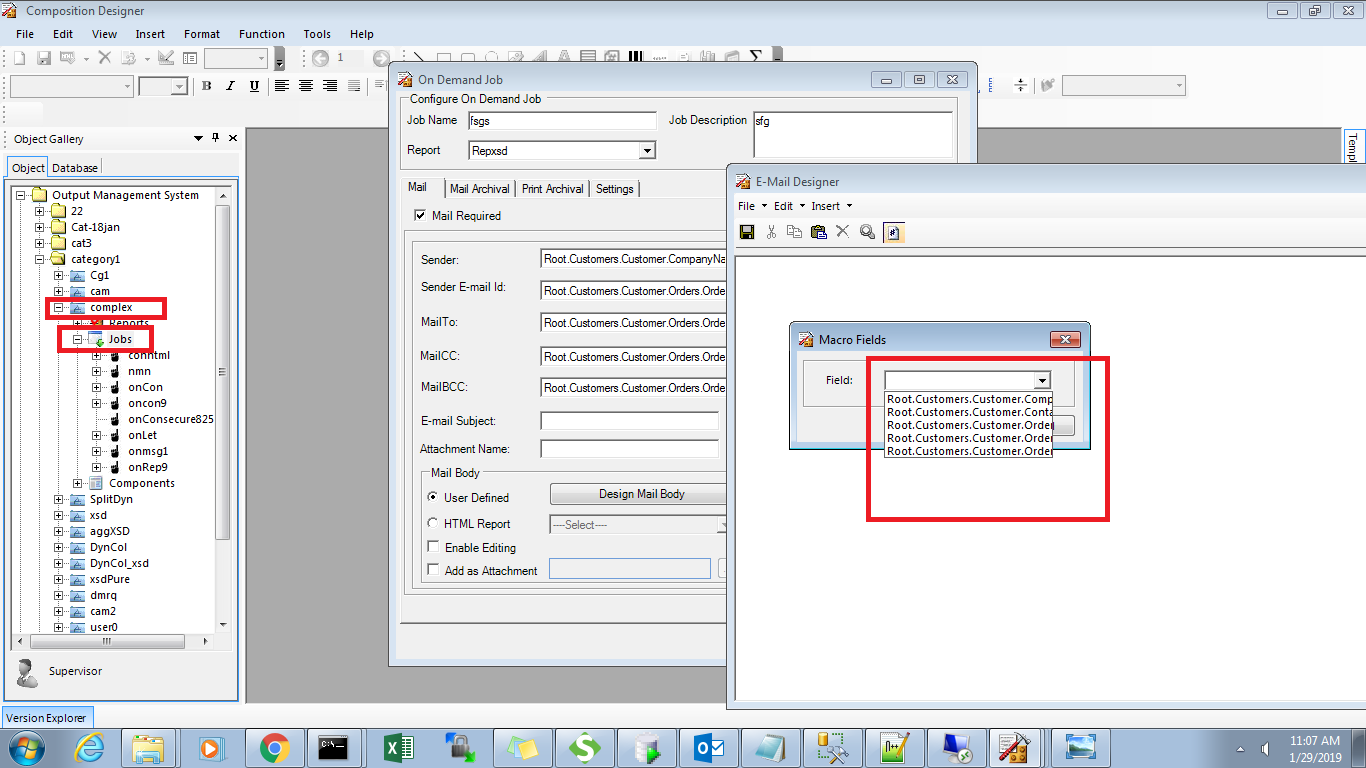 Composition Designer
File Edit View Insert Format Function Tools Help
1
B I U
Object Gallery
Object Database
Output Management System
22
Cat-18jan
cat3
category1
Cg1
cam
complex
Reports
Jobs
conhtml
nmn
onCon
oncon9
onConsecure825
onLet
onmsg1
onRep9
Components
SplitDyn
xsd
aggXSD
DynCol
DynCol_xsd
xsdPure
dmrq
cam2
user0
Supervisor
Version Explorer
On Demand Job
Configure On Demand Job
Job Name fsgs Job Description sfg
Report Repxsd
Mail Mail Archival Print Archival Settings
Mail Required
Sender: Root.Customers.Customer.CompanyNa
Sender E-mail Id: Root.Customers.Customer.Orders.Orde
MailTo: Root.Customers.Customer.Orders.Orde
MailCC: Root.Customers.Customer.Orders.Orde
MailBCC: Root.Customers.Customer.Orders.Orde
E-mail Subject:
Attachment Name:
Mail Body
User Defined Design Mail Body
HTML Report ----Select----
Enable Editing
Add as Attachment
Templ
E-Mail Designer
File Edit Insert
Macro Fields
Field:
Root.Customers.Customer.Comp
Root.Customers.Customer.Conta
Root.Customers.Customer.Order
Root.Customers.Customer.Order
Root.Customers.Customer.Order
11:07 AM
1/29/2019